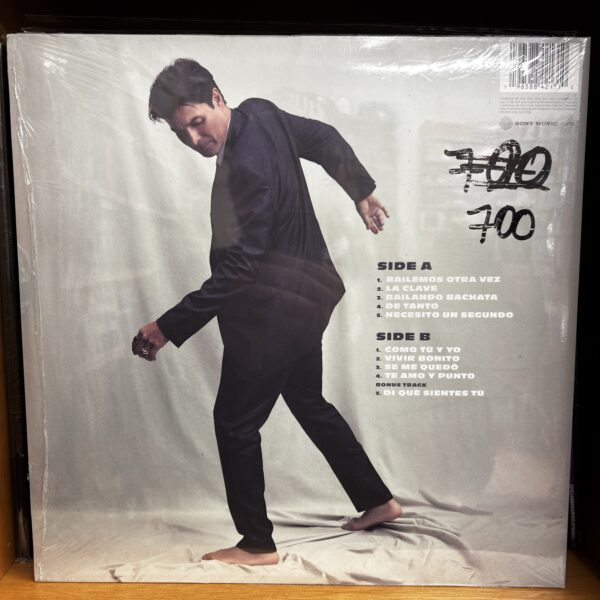 SONY MUSIC
700
700
SIDE A
1. BAILEMOS OTRA VEZ
2. LA CLAVE
3. BAILANDO BACHATA
4. DE TANTO
5. NECESITO UN SEGUNDO
SIDE B
1. COMO TÚ Y YO
2. VIVIR BONITO
3. SE ME QUEDÓ
4. TE AMO Y PUNTO
BONUS TRACK
5. DI QUÉ SIENTES TÚ